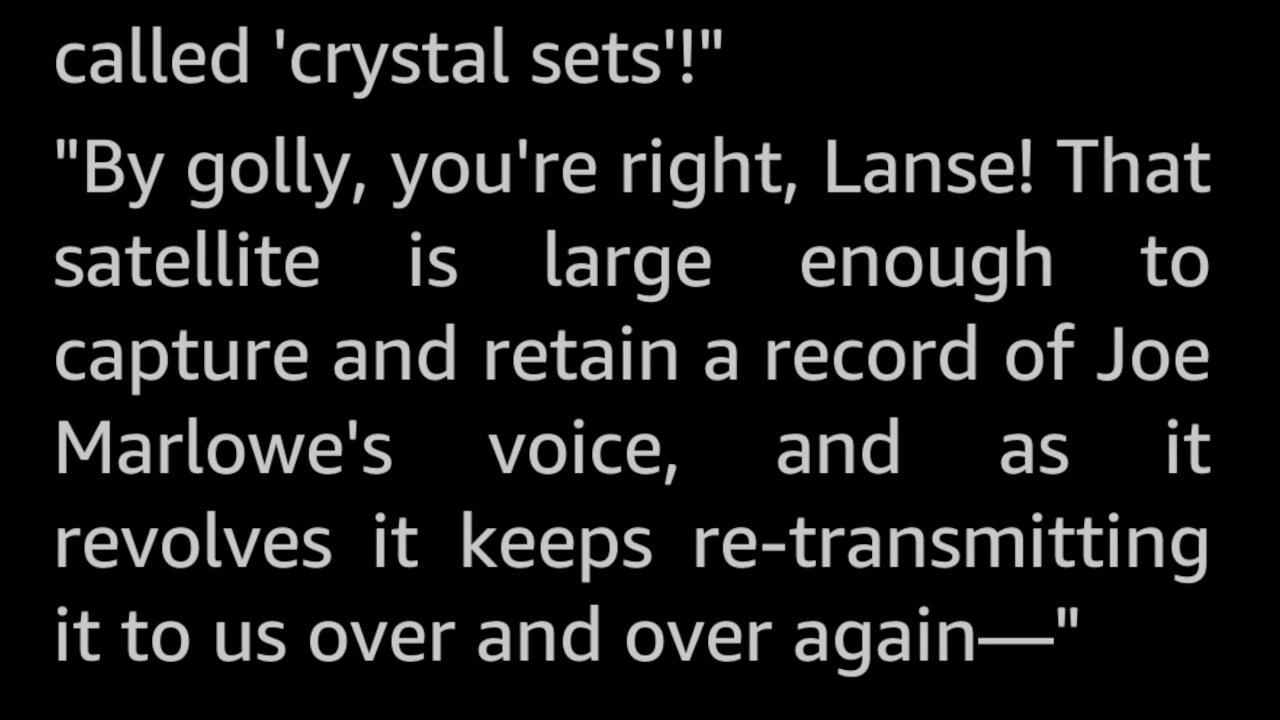 called 'crystal sets'!"
"By golly, you're right, Lanse! That
satellite is large enough to
capture and retain a record of Joe
Marlowe's voice, and as it
revolves it keeps re-transmitting
it to us over and over again—"